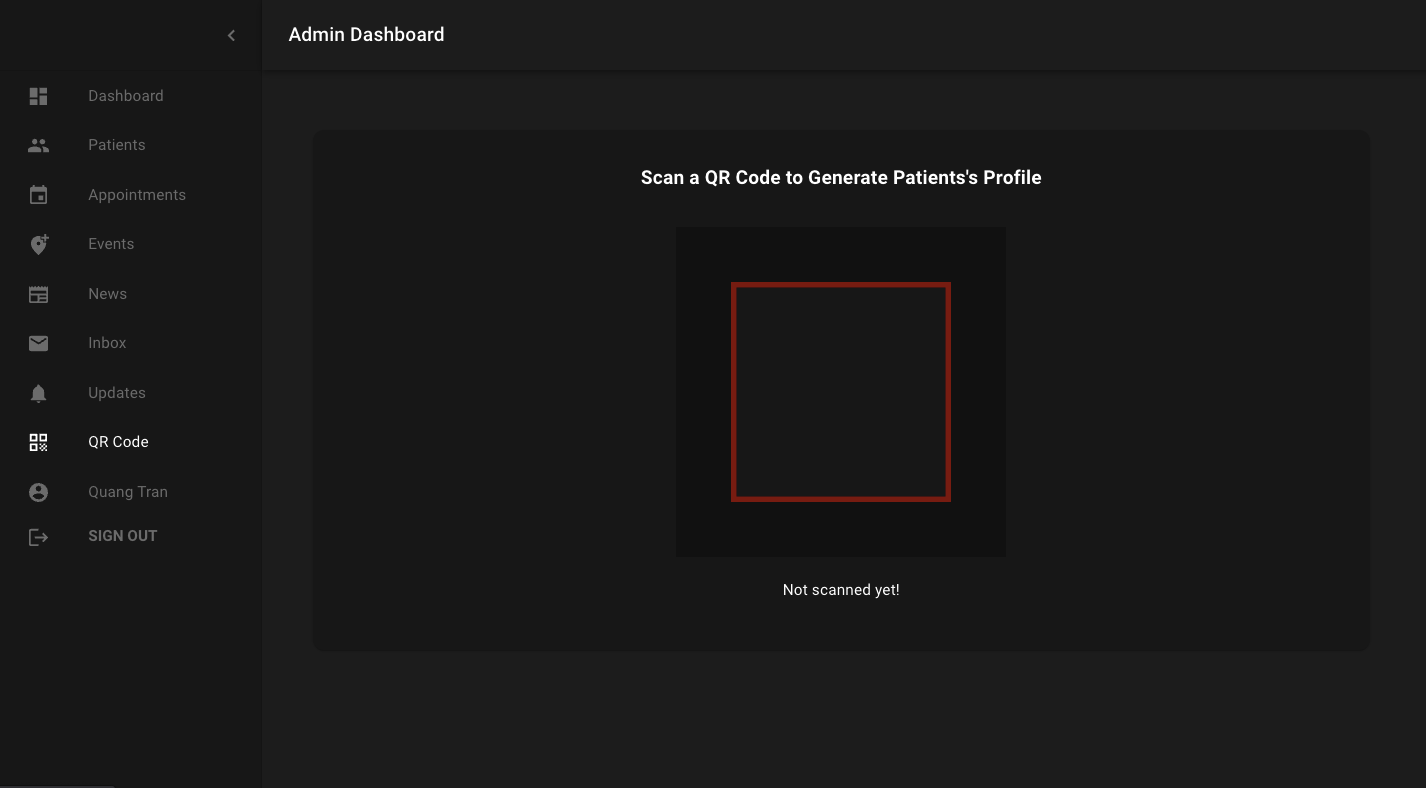 Admin Dashboard
Dashboard
Patients
Appointments
Events
News
Inbox
Updates
QR Code
Quang Tran
SIGN OUT
Scan a QR Code to Generate Patients's Profile
Not scanned yet!